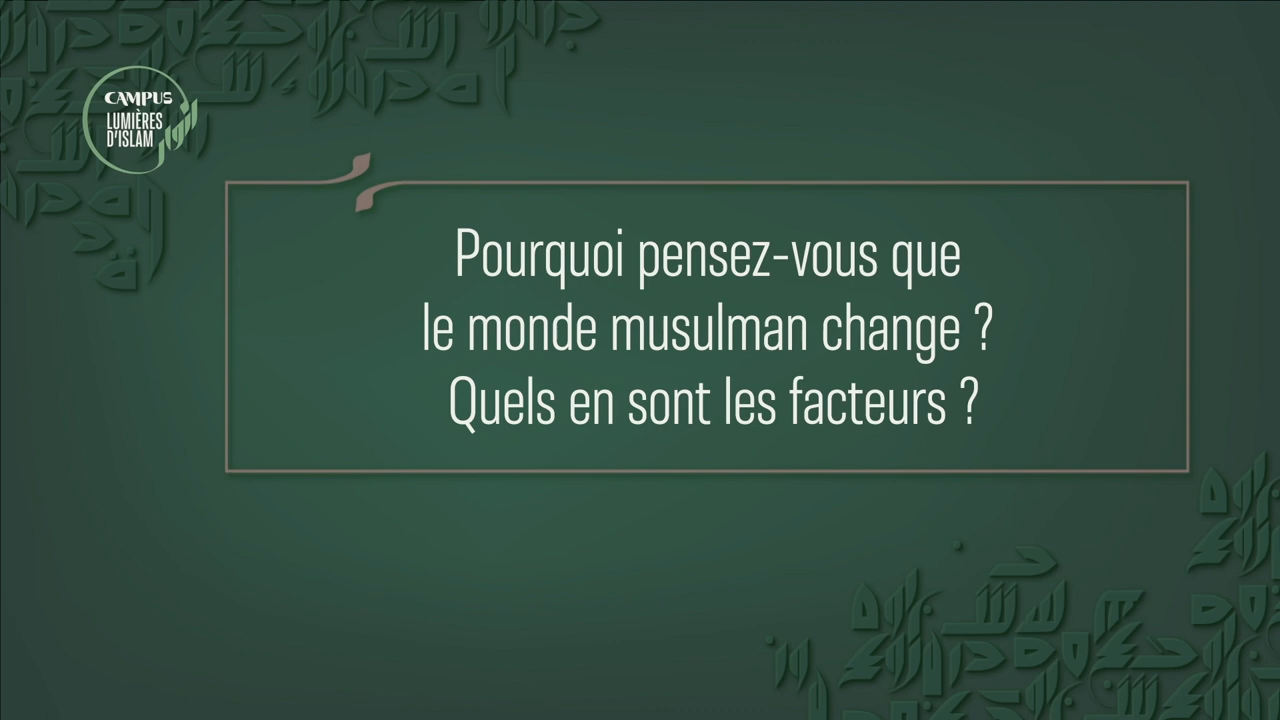 CAMPUS
LUMIÈRES
D'ISLAM
Pourquoi pensez-vous que
le monde musulman change ?
Quels en sont les facteurs ?